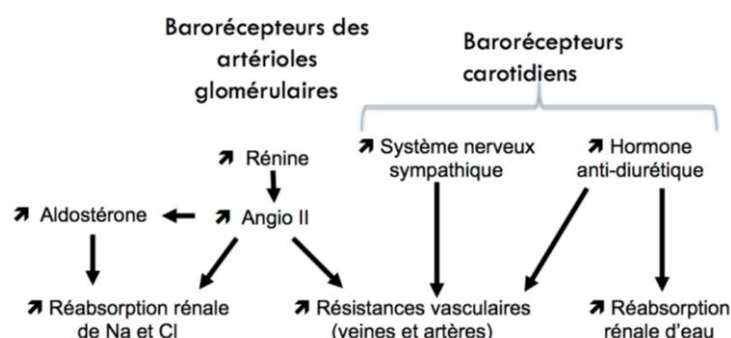 Barorécepteurs des
artérioles
glomérulaires
Barorécepteurs
carotidiens
↗ Rénine
↗ Système nerveux
sympathique
↗ Hormone
anti-diurétique
↗ Aldostérone
↗ Angio II
↗ Réabsorption rénale
de Na et Cl
↗ Résistances vasculaires
(veines et artères)
↗ Réabsorption
rénale d'eau